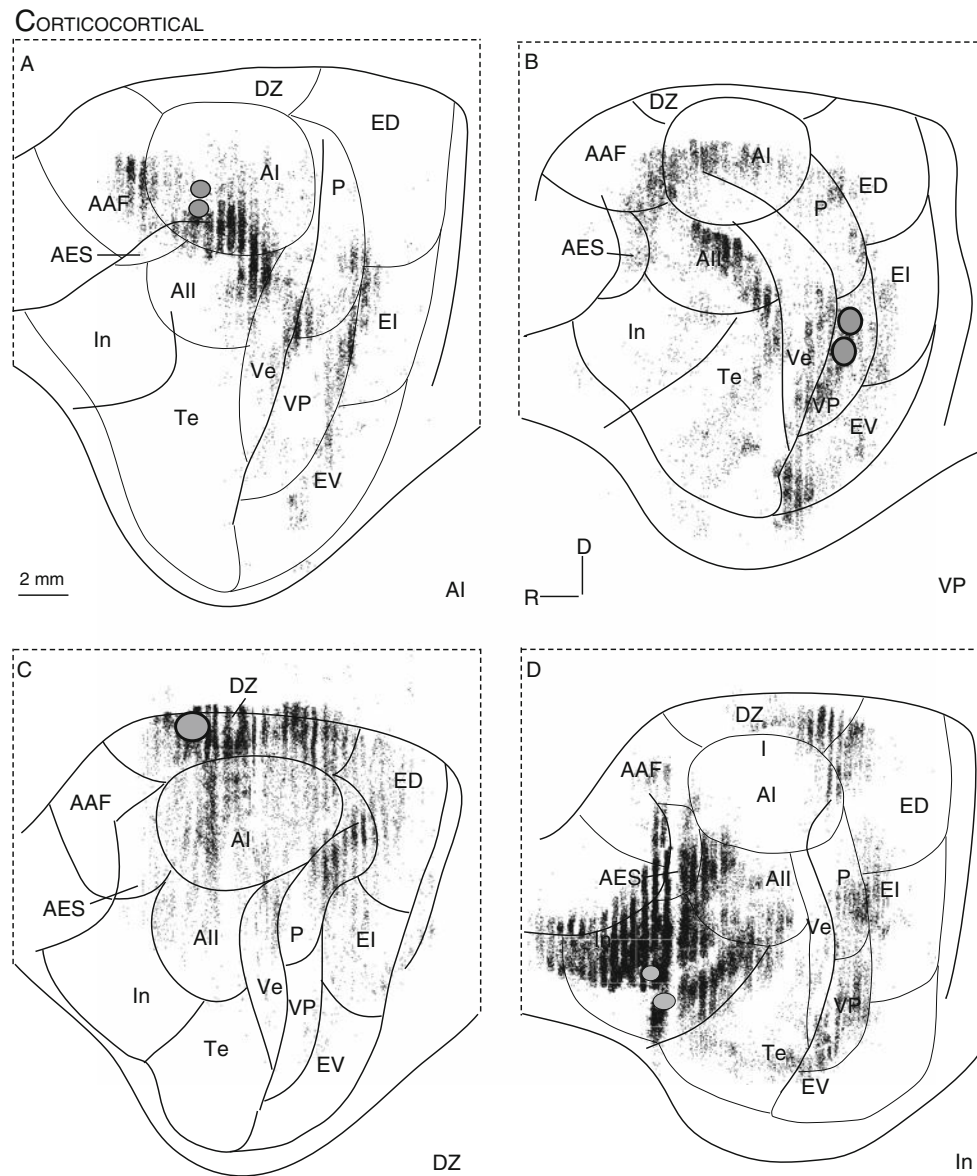 CORTICOCORTICAL
A
DZ
ED
AI
P
AAF
AES
AII
EI
In
Ve
Te
VP
EV
2 mm
AI
B
DZ
AAF
AI
ED
P
AES
AII
EI
In
Ve
Te
VP
EV
D
R
VP
C
DZ
ED
AAF
AI
AES
AII
P
EI
In
Ve
VP
Te
EV
DZ
D
DZ
I
AAF
AI
ED
AES
AII
P
EI
In
Ve
VP
Te
EV
In